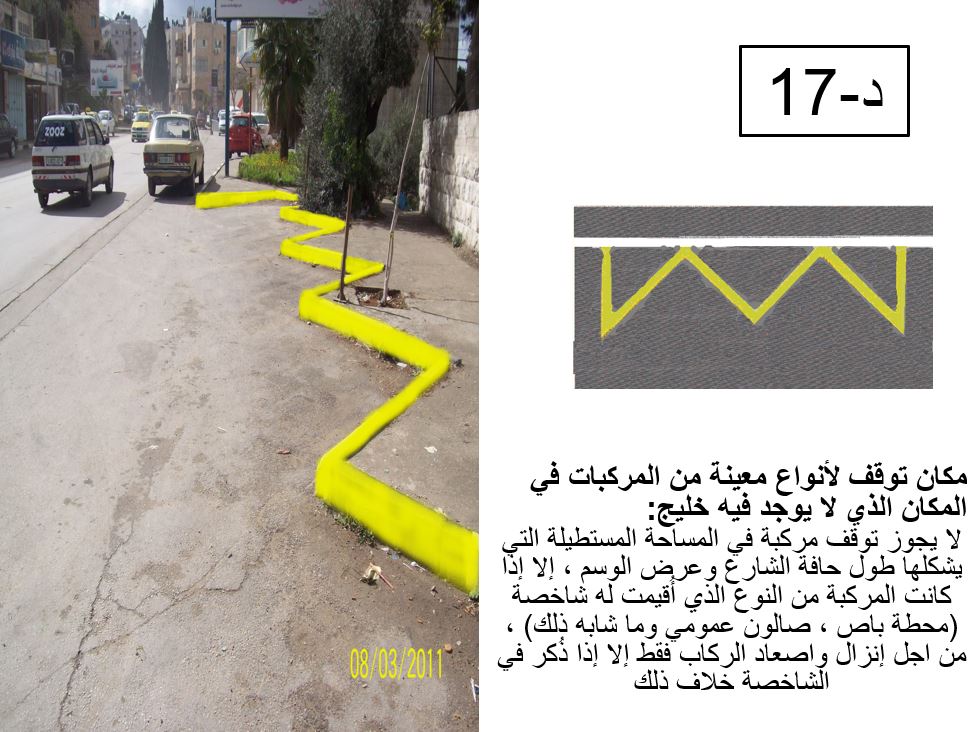 د-17
ZOOZ
مكان توقف لأنواع معينة من المركبات في
المكان الذي لا يوجد فيه خليج:
لا يجوز توقف مركبة في المساحة المستطيلة التي
يشكلها طول حافة الشارع وعرض الوسم ، إلا إذا
كانت المركبة من النوع الذي أُقيمت له شاخصة
(محطة باص ، صالون عمومي وما شابه ذلك) ،
من اجل إنزال واصعاد الركاب فقط إلا إذا ذُكر في
الشاخصة خلاف ذلك
08/03/2011